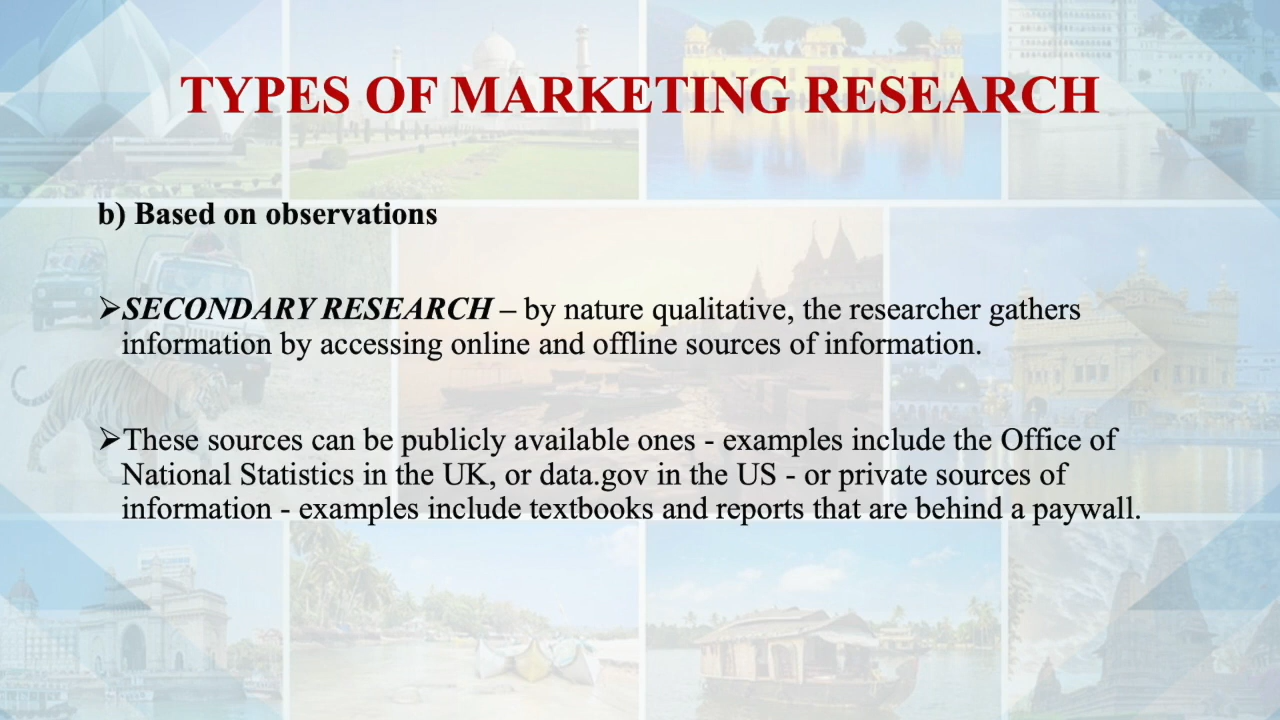 TYPES OF MARKETING RESEARCH
b) Based on observations
➢SECONDARY RESEARCH – by nature qualitative, the researcher gathers
information by accessing online and offline sources of information.
➢These sources can be publicly available ones - examples include the Office of
National Statistics in the UK, or data.gov in the US - or private sources of
information - examples include textbooks and reports that are behind a paywall.